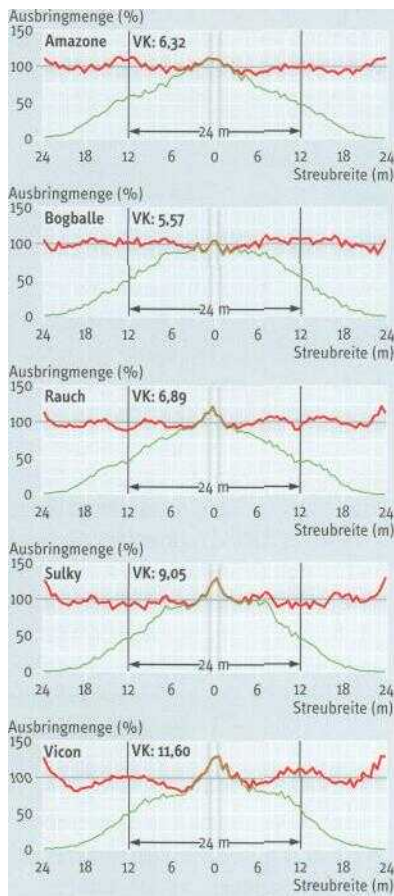 Ausbringmenge (%)
150
Amazone VK: 6,32
100
50
24 m
0
24 18 12 6 0 6 12 18 24
Streubreite (m)
Ausbringmenge (%)
150
Bogballe VK: 5,57
100
50
24 m
0
24 18 12 6 0 6 12 18 24
Streubreite (m)
Ausbringmenge (%)
150
Rauch VK: 6,89
100
50
24 m
0
24 18 12 6 0 6 12 18 24
Streubreite (m)
Ausbringmenge (%)
150
Sulky VK: 9,05
100
50
24 m
0
24 18 12 6 0 6 12 18 24
Streubreite (m)
Ausbringmenge (%)
150
Vicon VK: 11,60
100
50
24 m
0
24 18 12 6 0 6 12 18 24
Streubreite (m)